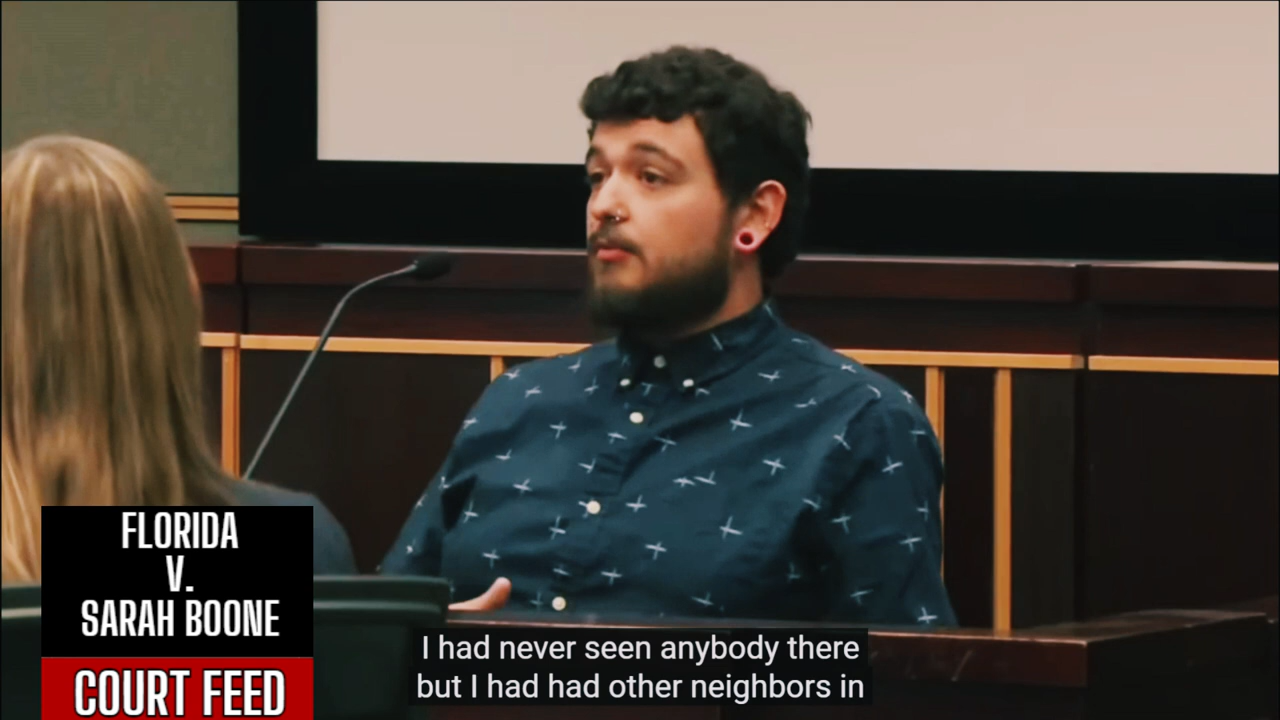 FLORIDA
V.
SARAH BOONE
COURT FEED
I had never seen anybody there
but I had had other neighbors in